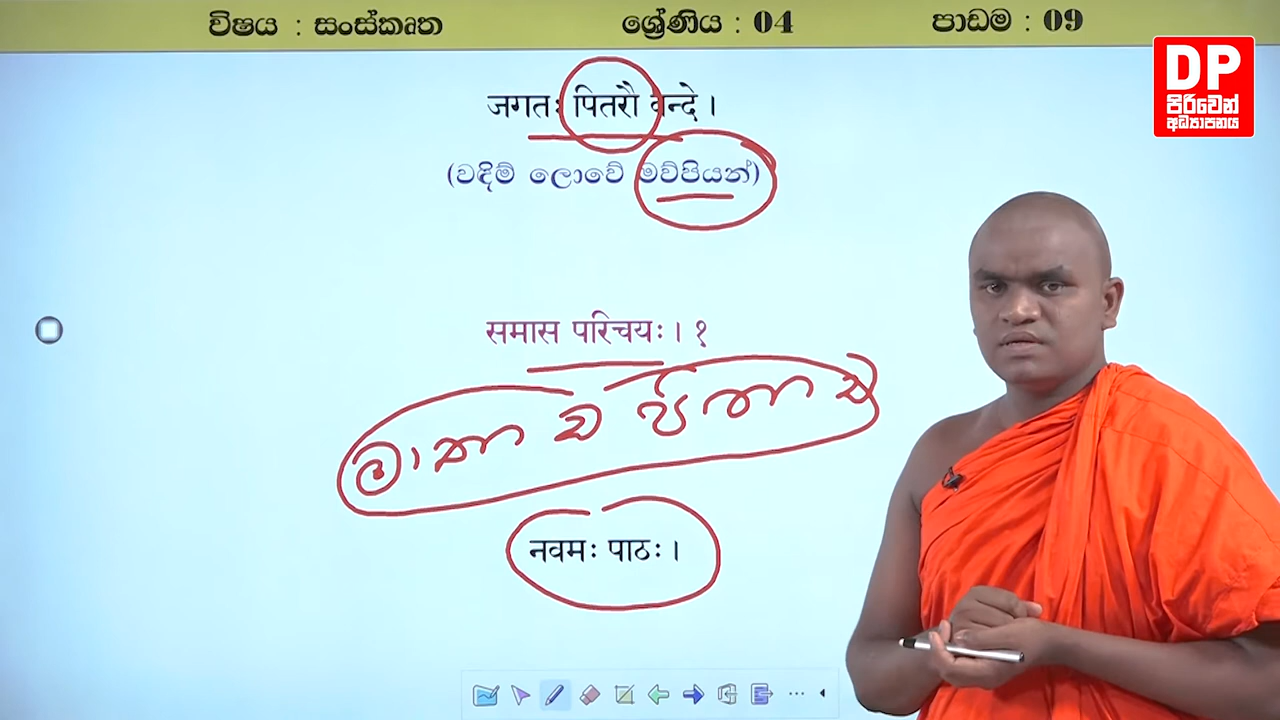 විෂය : සංස්කෘත ශ්‍රේණිය : 04 පාඩම : 09
DP
පිරිවෙන්
අධ්‍යාපනය
जगतः पितरौ वन्दे ।
(වඳිම් ලොවේ මව්පියන්)
समास परिचयः । १
මාතා ච පිතා ච
नवमः पाठः ।